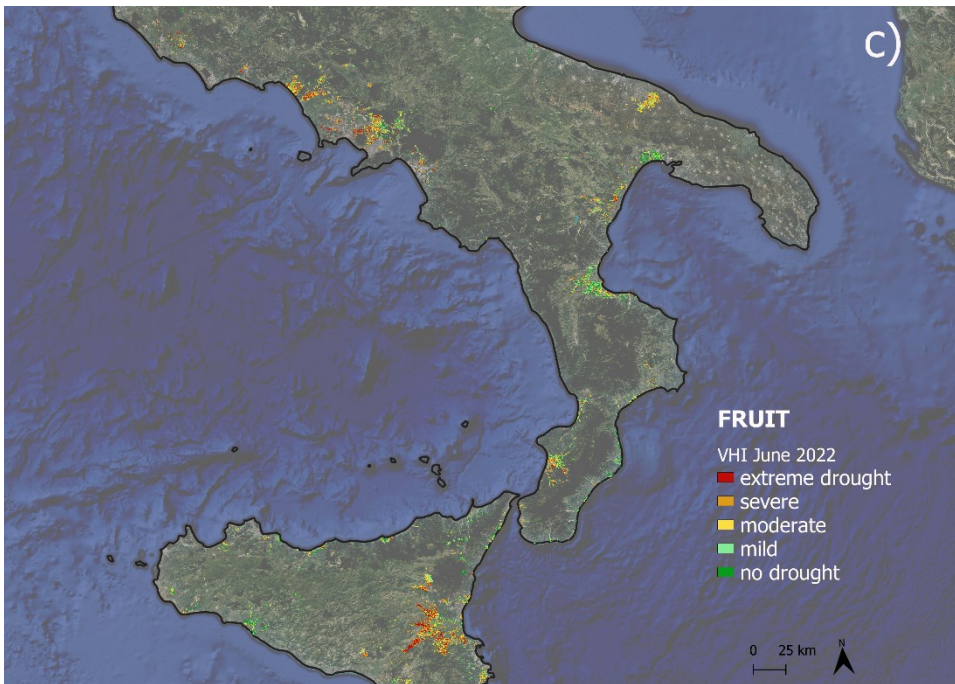 c)
FRUIT
VHI June 2022
extreme drought
severe
moderate
mild
no drought
0 25 km
N